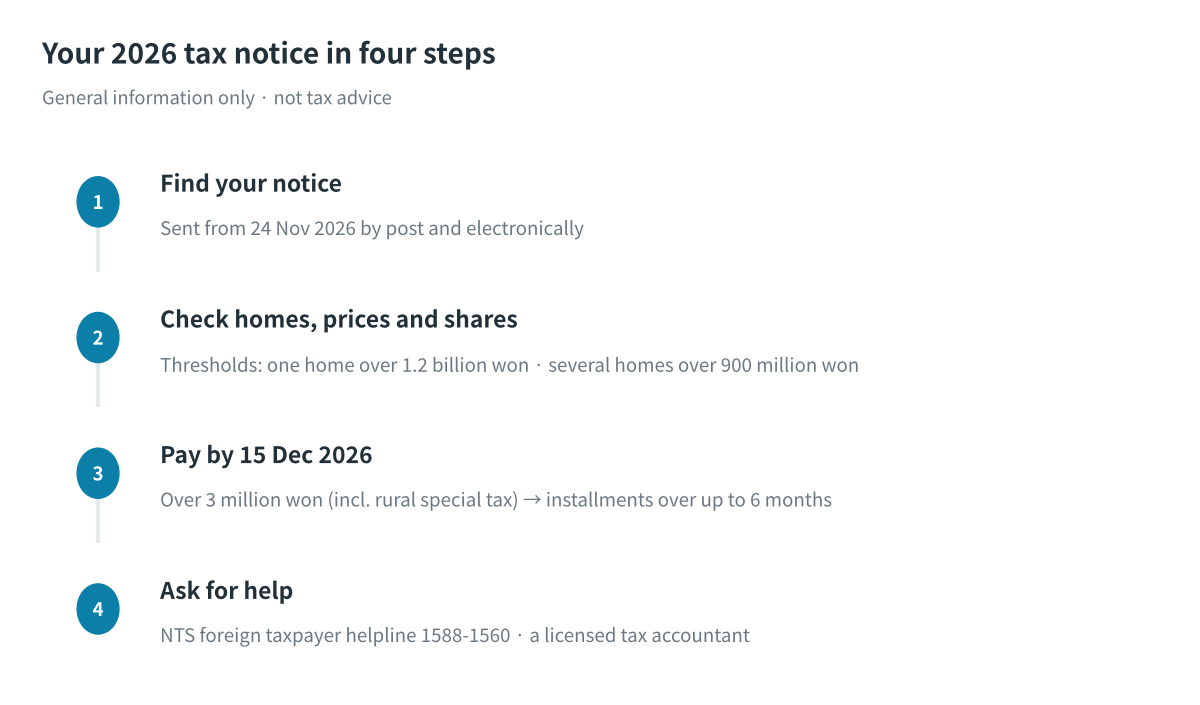 Your 2026 tax notice in four steps
General information only · not tax advice
1
Find your notice
Sent from 24 Nov 2026 by post and electronically
2
Check homes, prices and shares
Thresholds: one home over 1.2 billion won · several homes over 900 million won
3
Pay by 15 Dec 2026
Over 3 million won (incl. rural special tax) → installments over up to 6 months
4
Ask for help
NTS foreign taxpayer helpline 1588-1560 · a licensed tax accountant